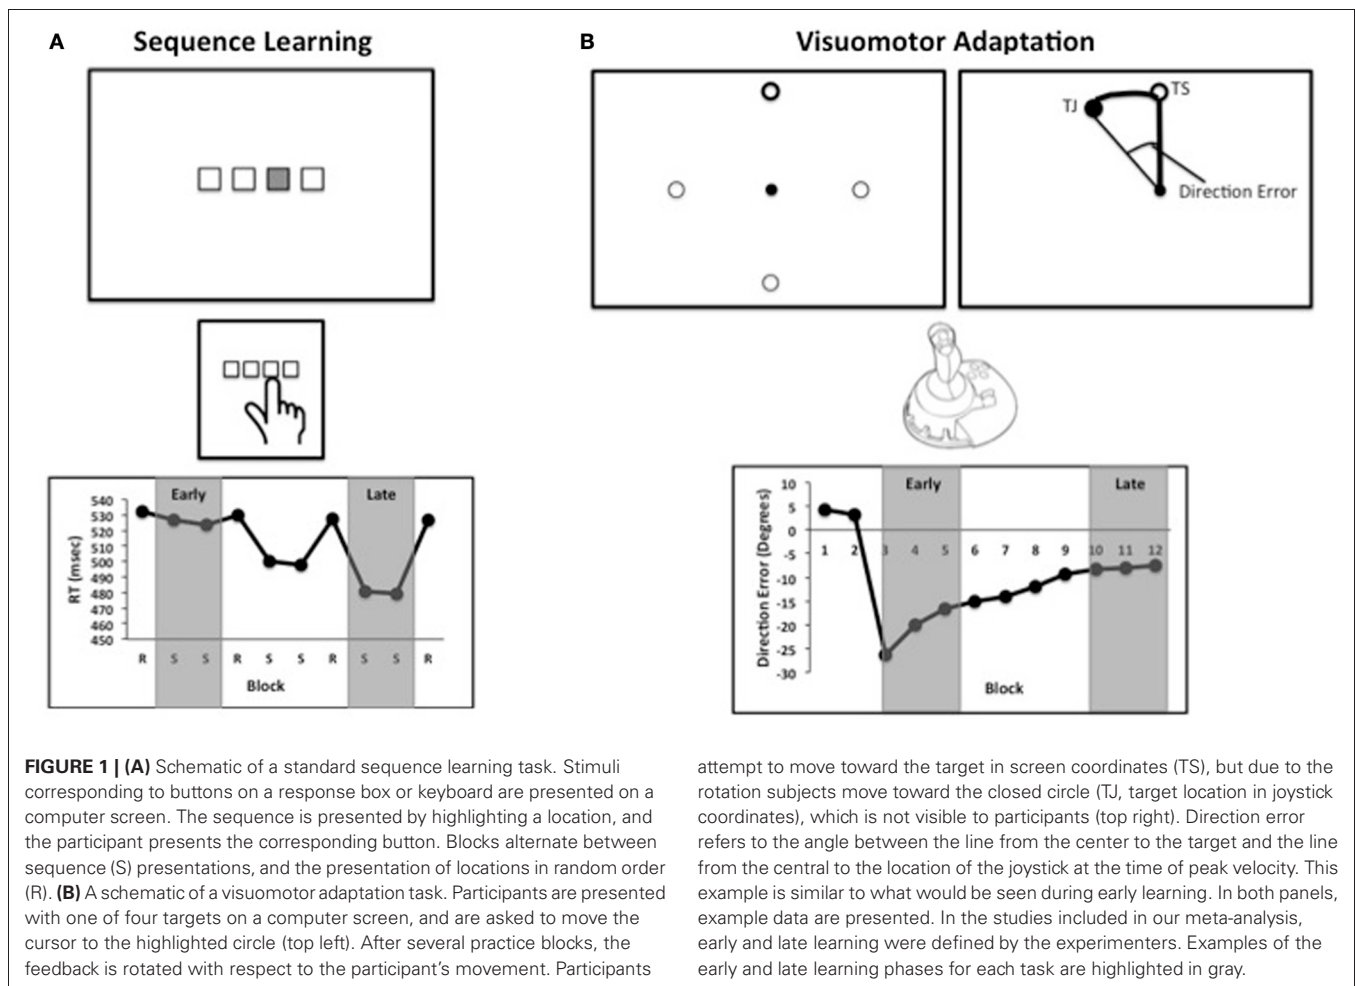 A Sequence Learning
B Visuomotor Adaptation
TS
TJ
Direction Error
Early Late
540
530
520
510
500
490
480
470
460
450
RT (msec)
R S S R S S R S S R
Block
Early Late
10
5
0
-5
-10
-15
-20
-25
-30
Direction Error (Degrees)
1 2 3 4 5 6 7 8 9 10 11 12
Block
FIGURE 1 | (A) Schematic of a standard sequence learning task. Stimuli
corresponding to buttons on a response box or keyboard are presented on a
computer screen. The sequence is presented by highlighting a location, and
the participant presents the corresponding button. Blocks alternate between
sequence (S) presentations, and the presentation of locations in random order
(R). (B) A schematic of a visuomotor adaptation task. Participants are presented
with one of four targets on a computer screen, and are asked to move the
cursor to the highlighted circle (top left). After several practice blocks, the
feedback is rotated with respect to the participant's movement. Participants
attempt to move toward the target in screen coordinates (TS), but due to the
rotation subjects move toward the closed circle (TJ, target location in joystick
coordinates), which is not visible to participants (top right). Direction error
refers to the angle between the line from the center to the target and the line
from the central to the location of the joystick at the time of peak velocity. This
example is similar to what would be seen during early learning. In both panels,
example data are presented. In the studies included in our meta-analysis,
early and late learning were defined by the experimenters. Examples of the
early and late learning phases for each task are highlighted in gray.